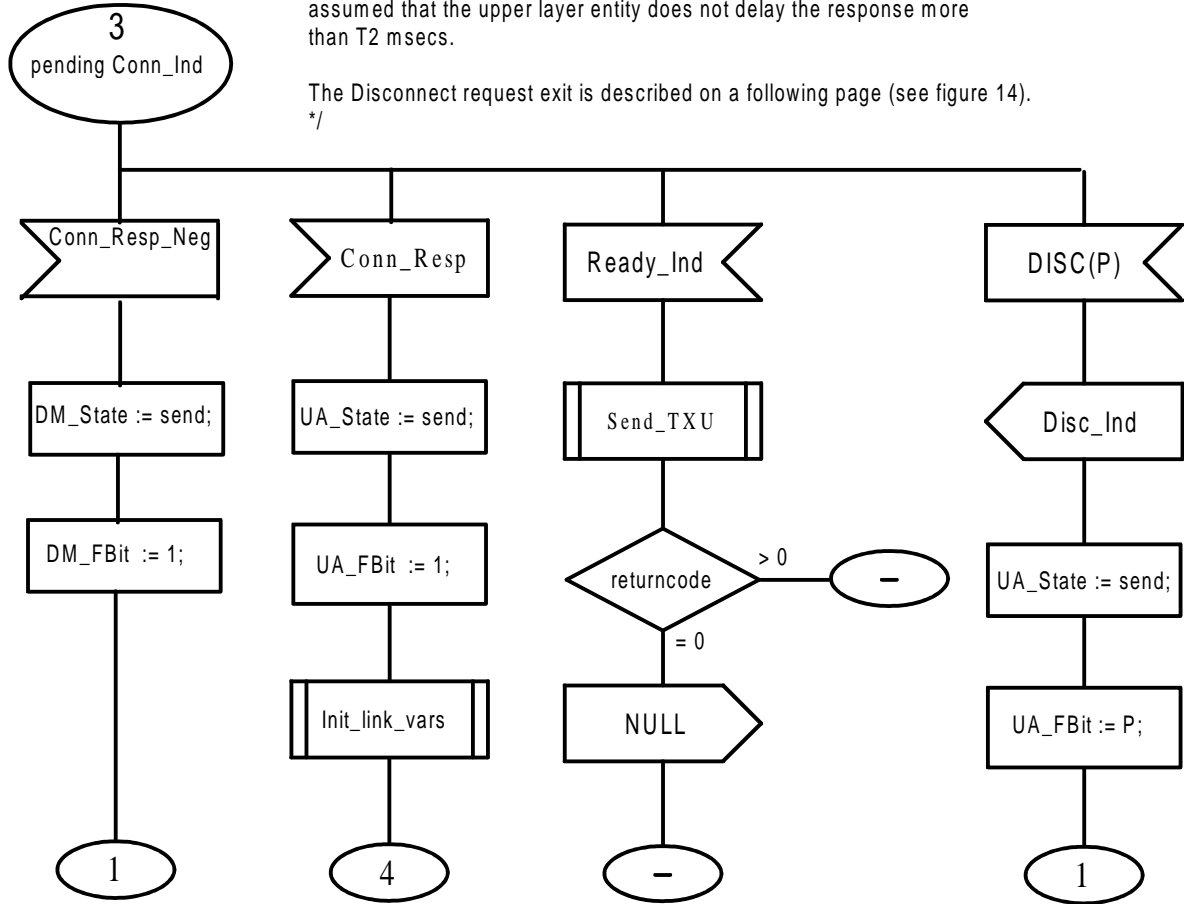 assumed that the upper layer entity does not delay the response more
than T2 msecs.
The Disconnect request exit is described on a following page (see figure 14).
*/
3
pending Conn_Ind
Conn_Resp_Neg
Conn_Resp
Ready_Ind
DISC(P)
DM_State := send;
UA_State := send;
Send_TXU
Disc_Ind
DM_FBit := 1;
UA_FBit := 1;
returncode
> 0
–
UA_State := send;
= 0
Init_link_vars
NULL
UA_FBit := P;
1
4
–
1